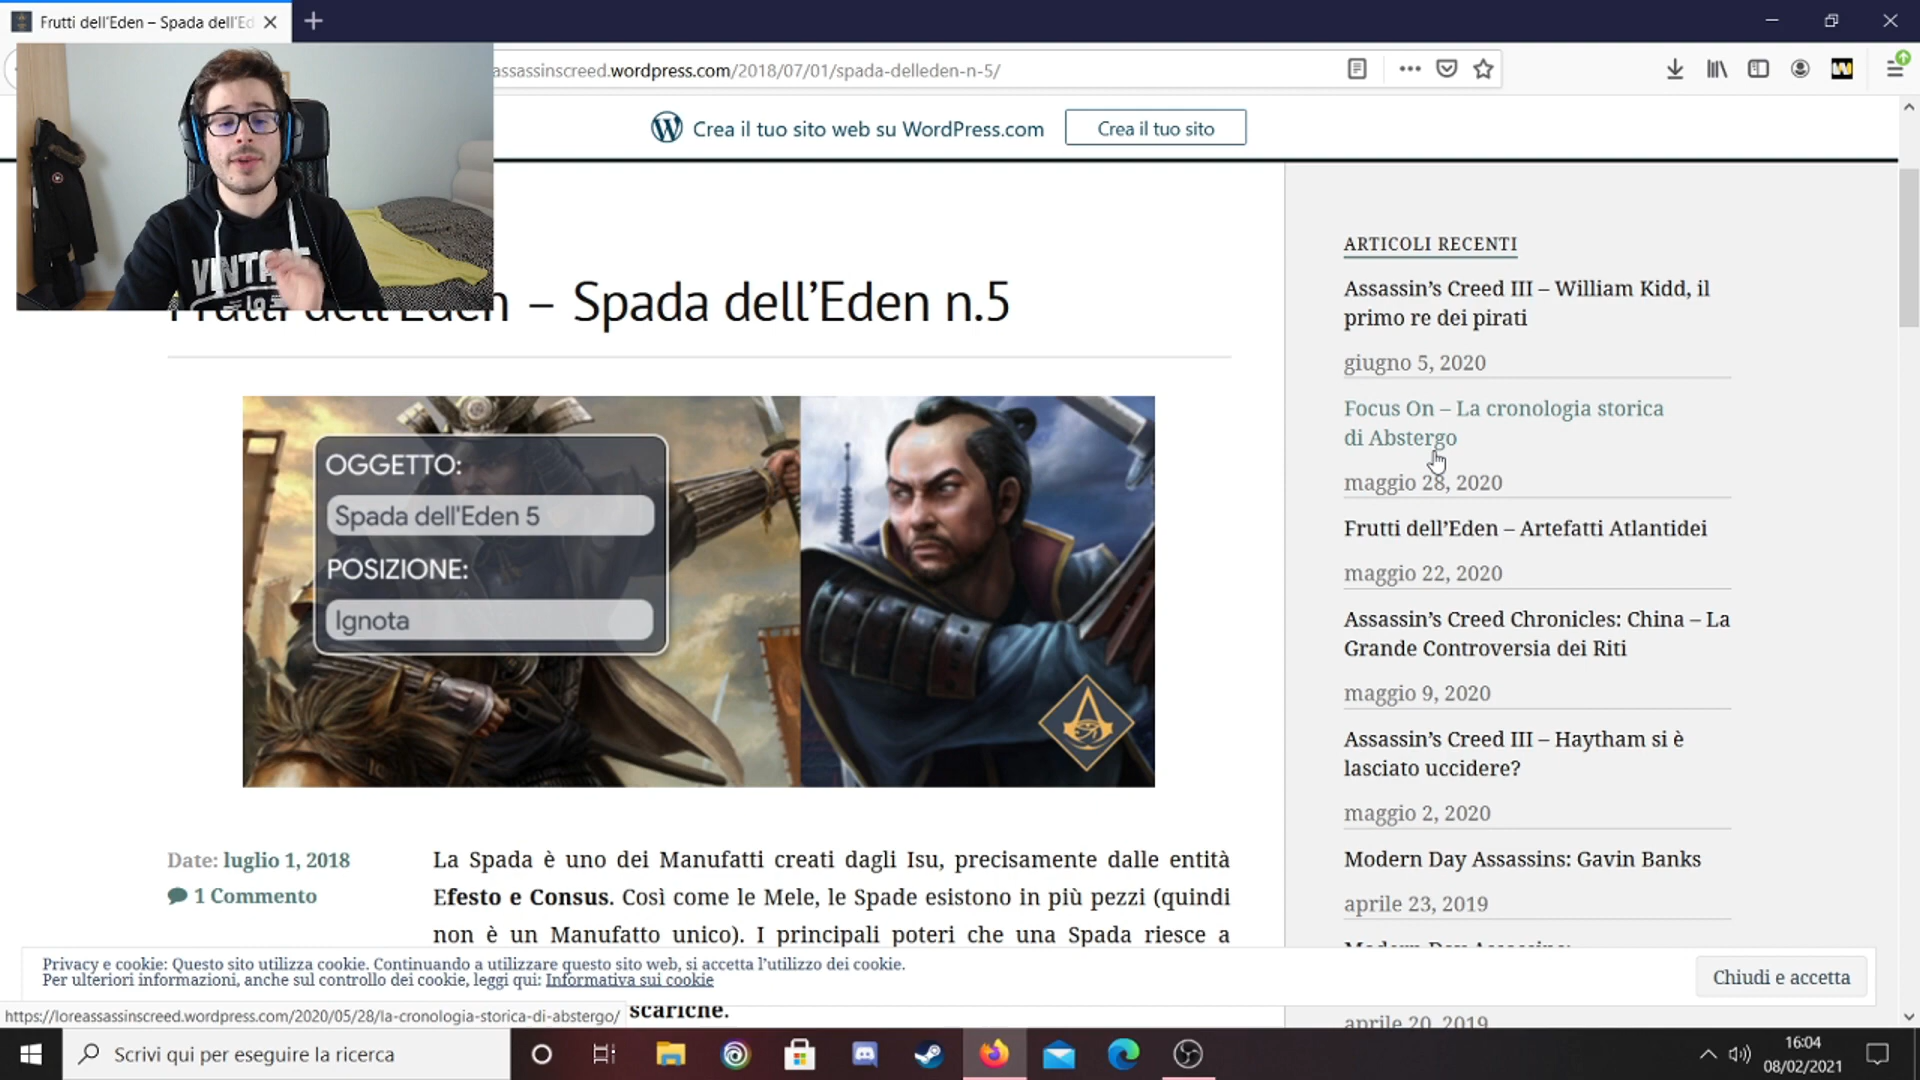 Frutti dell'Eden – Spada dell'Ed
assassinscreed.wordpress.com/2018/07/01/spada-delleden-n-5/
Crea il tuo sito web su WordPress.com
Crea il tuo sito
VINTAGE
Frutti dell'Eden – Spada dell'Eden n.5
OGGETTO:
Spada dell'Eden 5
POSIZIONE:
Ignota
Date: luglio 1, 2018
1 Commento
La Spada è uno dei Manufatti creati dagli Isu, precisamente dalle entità
Efesto e Consus. Così come le Mele, le Spade esistono in più pezzi (quindi
non è un Manufatto unico). I principali poteri che una Spada riesce a
scariche.
ARTICOLI RECENTI
Assassin's Creed III – William Kidd, il
primo re dei pirati
giugno 5, 2020
Focus On – La cronologia storica
di Abstergo
maggio 28, 2020
Frutti dell'Eden – Artefatti Atlantidei
maggio 22, 2020
Assassin's Creed Chronicles: China – La
Grande Controversia dei Riti
maggio 9, 2020
Assassin's Creed III – Haytham si è
lasciato uccidere?
maggio 2, 2020
Modern Day Assassins: Gavin Banks
aprile 23, 2019
Modern Day Assassins:
aprile 20, 2019
Privacy e cookie: Questo sito utilizza cookie. Continuando a utilizzare questo sito web, si accetta l'utilizzo dei cookie.
Per ulteriori informazioni, anche sul controllo dei cookie, leggi qui: Informativa sui cookie
Chiudi e accetta
https://loreassassinscreed.wordpress.com/2020/05/28/la-cronologia-storica-di-abstergo/
Scrivi qui per eseguire la ricerca
16:04
08/02/2021